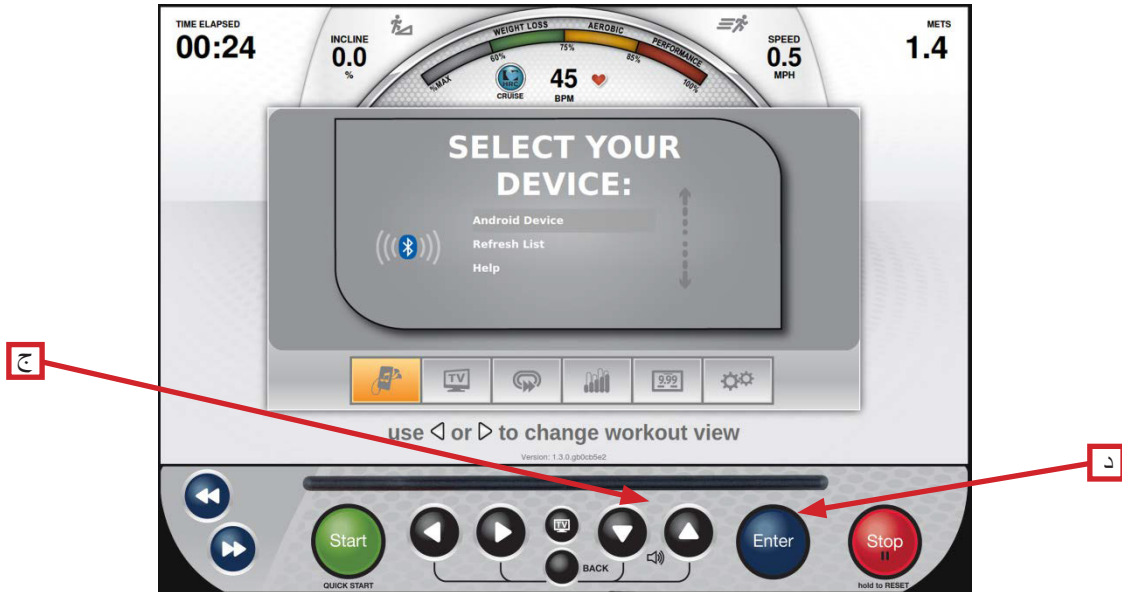 TIME ELAPSED
00:24
INCLINE
0.0
%
%MAX
60%
WEIGHT LOSS
75%
AEROBIC
85%
PERFORMANCE
100%
HRC
CRUISE
45
BPM
SPEED
0.5
MPH
METS
1.4
SELECT YOUR
DEVICE:
Android Device
Refresh List
Help
ج
TV
9.99
use ◁ or ▷ to change workout view
Version: 1.3.0.gb0cb5e2
د
Start
QUICK START
TV
BACK
Enter
Stop
hold to RESET